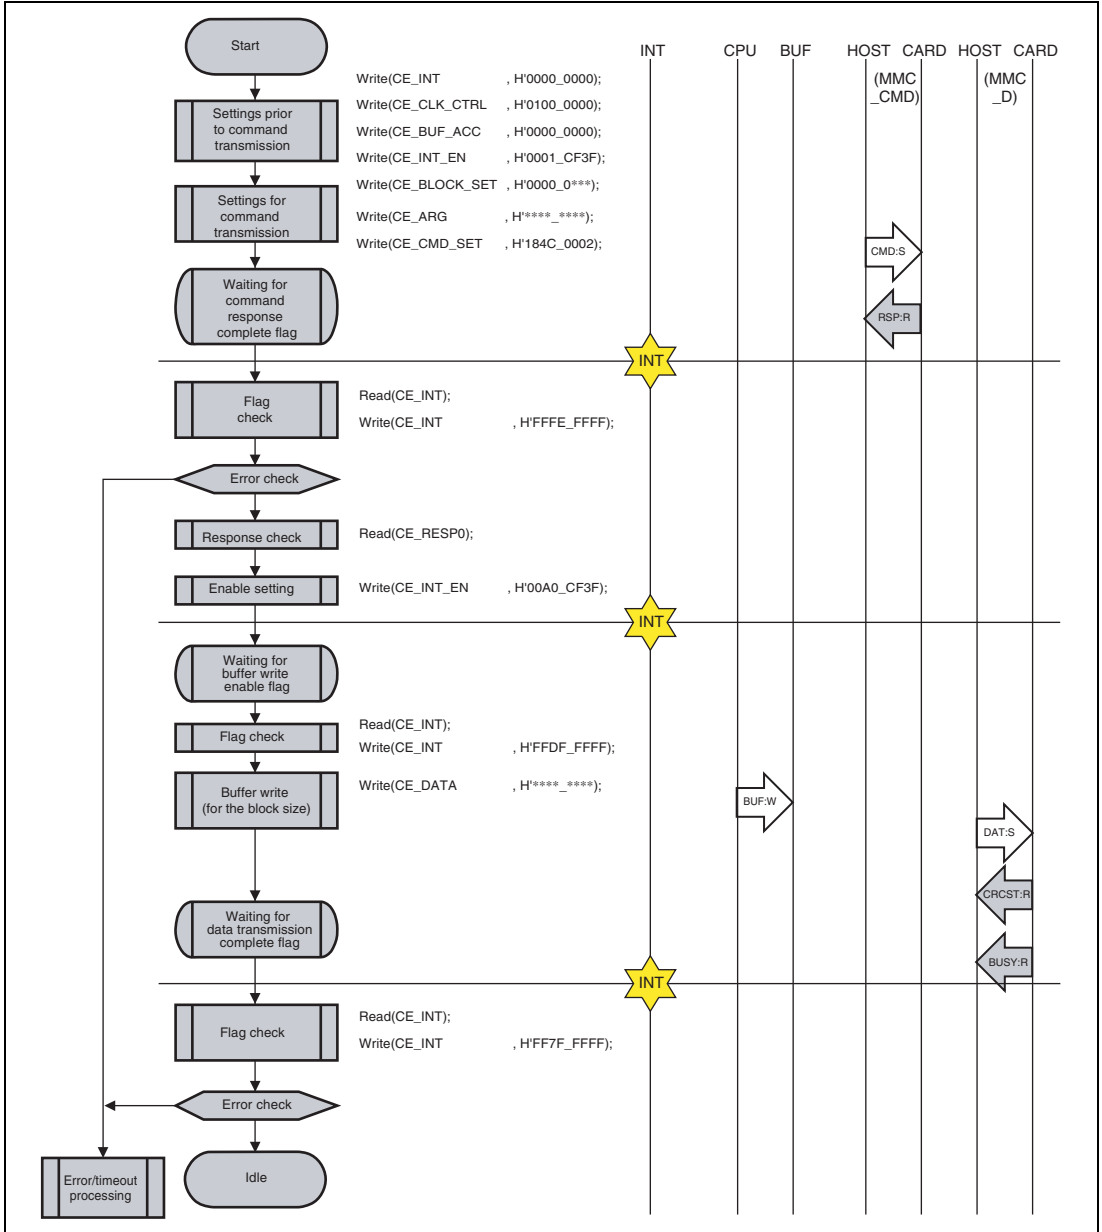 Start
INT
CPU
BUF
HOST
CARD
HOST
CARD
(MMC
_CMD)
(MMC
_D)
Write(CE_INT , H'0000_0000);
Settings prior
to command
transmission
Write(CE_CLK_CTRL , H'0100_0000);
Write(CE_BUF_ACC , H'0000_0000);
Write(CE_INT_EN , H'0001_CF3F);
Settings for
command
transmission
Write(CE_BLOCK_SET , H'0000_0***);
Write(CE_ARG , H'****_****);
Write(CE_CMD_SET , H'184C_0002);
CMD:S
Waiting for
command
response
complete flag
RSP:R
INT
Flag
check
Read(CE_INT);
Write(CE_INT , H'FFFE_FFFF);
Error check
Response check
Read(CE_RESP0);
Enable setting
Write(CE_INT_EN , H'00A0_CF3F);
INT
Waiting for
buffer write
enable flag
Flag check
Read(CE_INT);
Write(CE_INT , H'FFDF_FFFF);
Buffer write
(for the block size)
Write(CE_DATA , H'****_****);
BUF:W
DAT:S
CRCST:R
Waiting for
data transmission
complete flag
BUSY:R
INT
Flag check
Read(CE_INT);
Write(CE_INT , H'FF7F_FFFF);
Error check
Error/timeout
processing
Idle